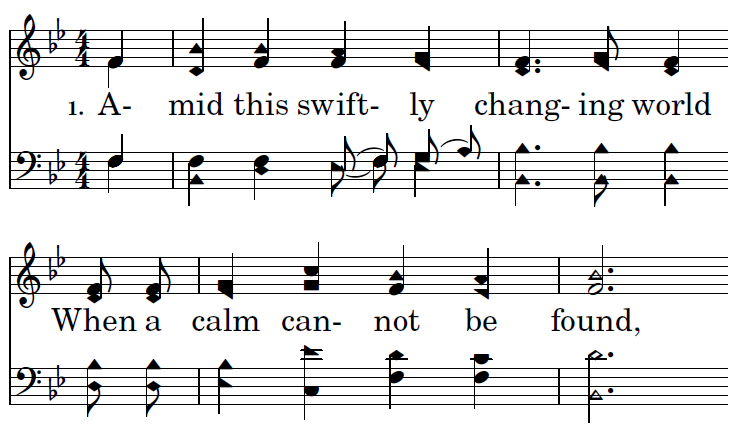 1. A- mid this swift- ly chang- ing world
When a calm can- not be found,